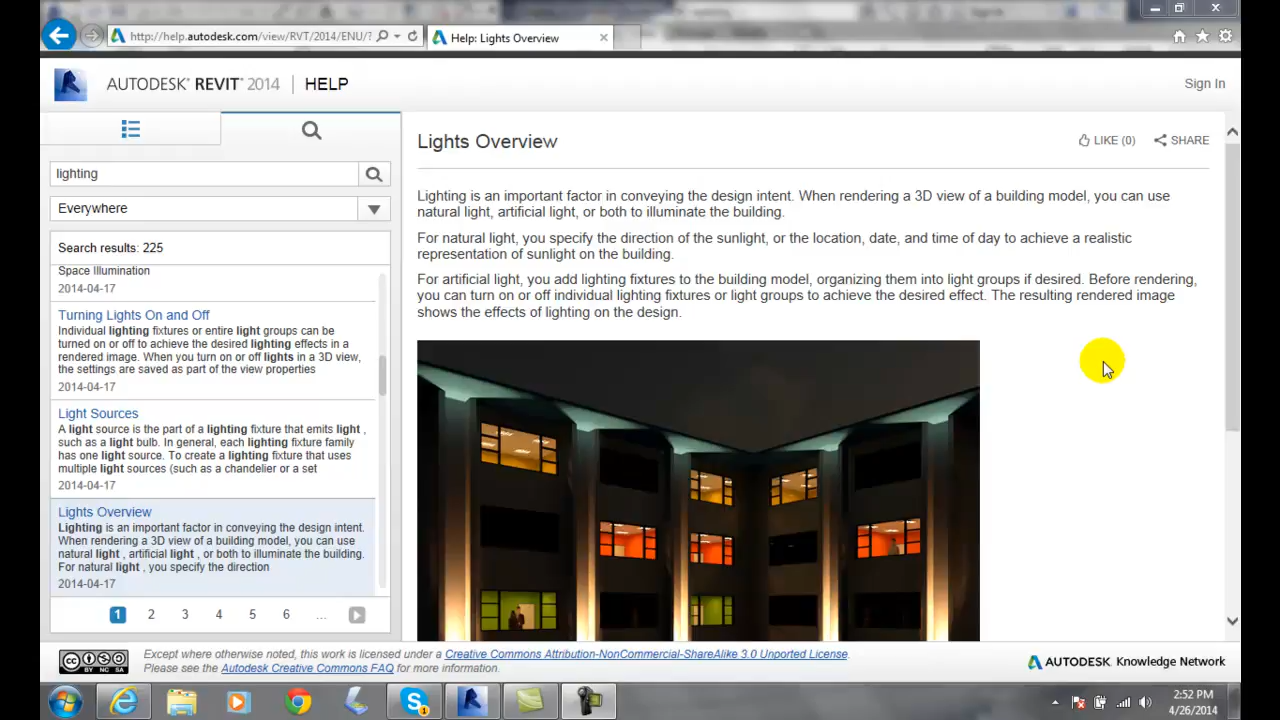 http://help.autodesk.com/view/RVT/2014/ENU/?
Help: Lights Overview
AUTODESK® REVIT® 2014 | HELP
Sign In
lighting
Everywhere
Search results: 225
Space Illumination
2014-04-17
Turning Lights On and Off
Individual lighting fixtures or entire light groups can be
turned on or off to achieve the desired lighting effects in a
rendered image. When you turn on or off lights in a 3D view,
the settings are saved as part of the view properties
2014-04-17
Light Sources
A light source is the part of a lighting fixture that emits light ,
such as a light bulb. In general, each lighting fixture family
has one light source. To create a lighting fixture that uses
multiple light sources (such as a chandelier or a set
2014-04-17
Lights Overview
Lighting is an important factor in conveying the design intent.
When rendering a 3D view of a building model, you can use
natural light , artificial light , or both to illuminate the building.
For natural light , you specify the direction
2014-04-17
1 2 3 4 5 6 ...
Lights Overview
LIKE (0) SHARE
Lighting is an important factor in conveying the design intent. When rendering a 3D view of a building model, you can use
natural light, artificial light, or both to illuminate the building.
For natural light, you specify the direction of the sunlight, or the location, date, and time of day to achieve a realistic
representation of sunlight on the building.
For artificial light, you add lighting fixtures to the building model, organizing them into light groups if desired. Before rendering,
you can turn on or off individual lighting fixtures or light groups to achieve the desired effect. The resulting rendered image
shows the effects of lighting on the design.
CC BY NC SA
Except where otherwise noted, this work is licensed under a Creative Commons Attribution-NonCommercial-ShareAlike 3.0 Unported License.
Please see the Autodesk Creative Commons FAQ for more information.
AUTODESK. Knowledge Network
2:52 PM
4/26/2014